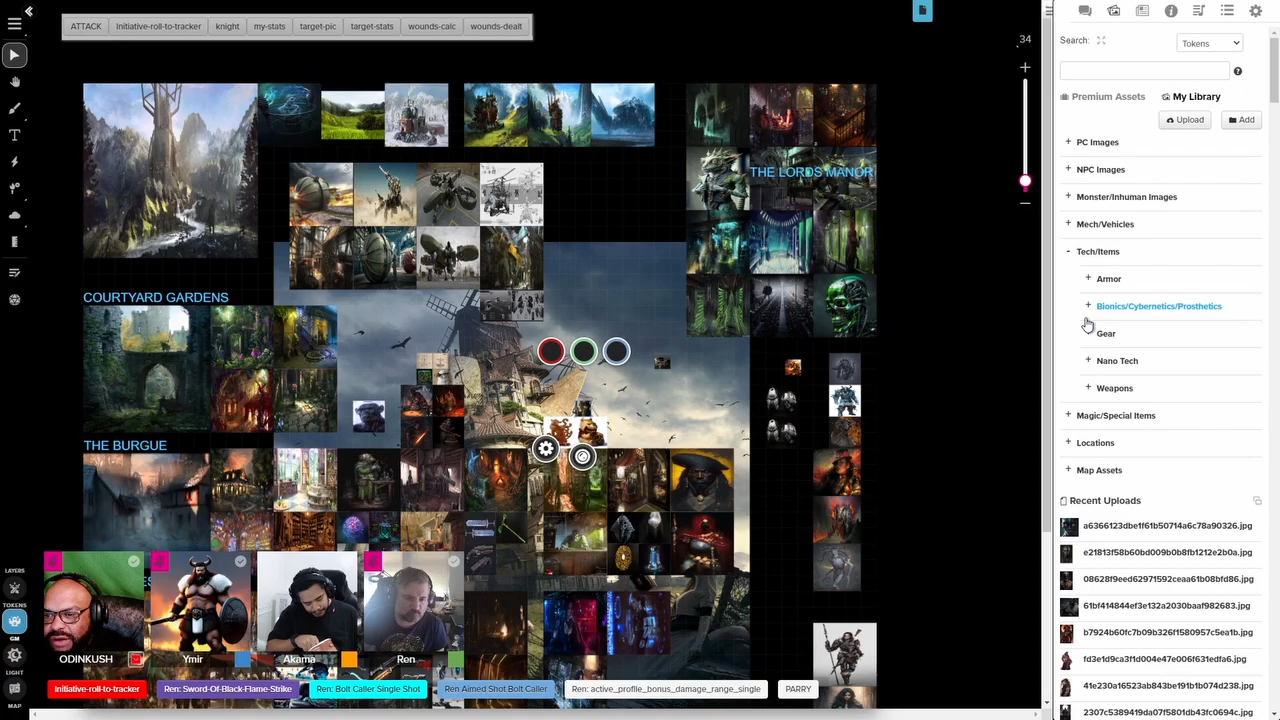 ATTACK
Initiative-roll-to-tracker
knight
my-stats
target-pic
target-stats
wounds-calc
wounds-dealt
34
Search:
Tokens
Premium Assets
My Library
Upload
Add
PC Images
NPC Images
Monster/Inhuman Images
Mech/Vehicles
Tech/Items
Armor
Bionics/Cybernetics/Prosthetics
Gear
Nano Tech
Weapons
Magic/Special Items
Locations
Map Assets
Recent Uploads
a6366123dbe1f61b50714a6c78a90326.jpg
e21813f58b60bd009b0b8fb1212e2b0a.jpg
08628f9eed62971592ceaa61b08bfd86.jpg
61bf414844ef3e132a2030baaf982683.jpg
b7924b60fc7b09b326f1580957c5ea1b.jpg
fd3e1d9ca3f1d004e47e006f631edfa6.jpg
41e230a16523ab843be191b1b074d238.jpg
2307c5389419da07f5801db43fc0694c.jpg
THE LORDS MANOR
COURTYARD GARDENS
THE BURGUE
LAYERS
TOKENS
GM
LIGHT
MAP
ODINKUSH
Ymir
Akama
Ren
Initiative-roll-to-tracker
Ren: Sword-Of-Black-Flame-Strike
Ren: Bolt Caller Single Shot
Ren Aimed Shot Bolt Caller
Ren: active_profile_bonus_damage_range_single
PARRY